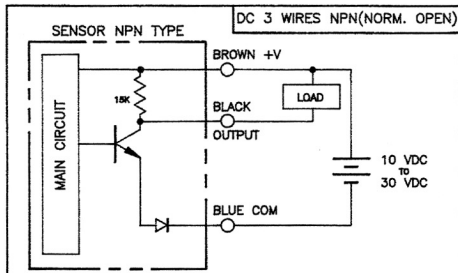 DC 3 WIRES NPN(NORM. OPEN)
SENSOR NPN TYPE
BROWN +V
15K
LOAD
BLACK
OUTPUT
MAIN CIRCUIT
10 VDC
TO
30 VDC
BLUE COM